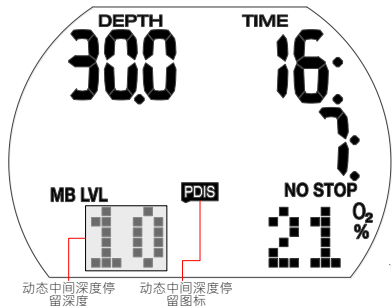 DEPTH TIME
30.0 16:
7:
MB LVL PDIS NO STOP
10 21 O₂
%
动态中间深度停 动态中间深度停
留深度 留图标